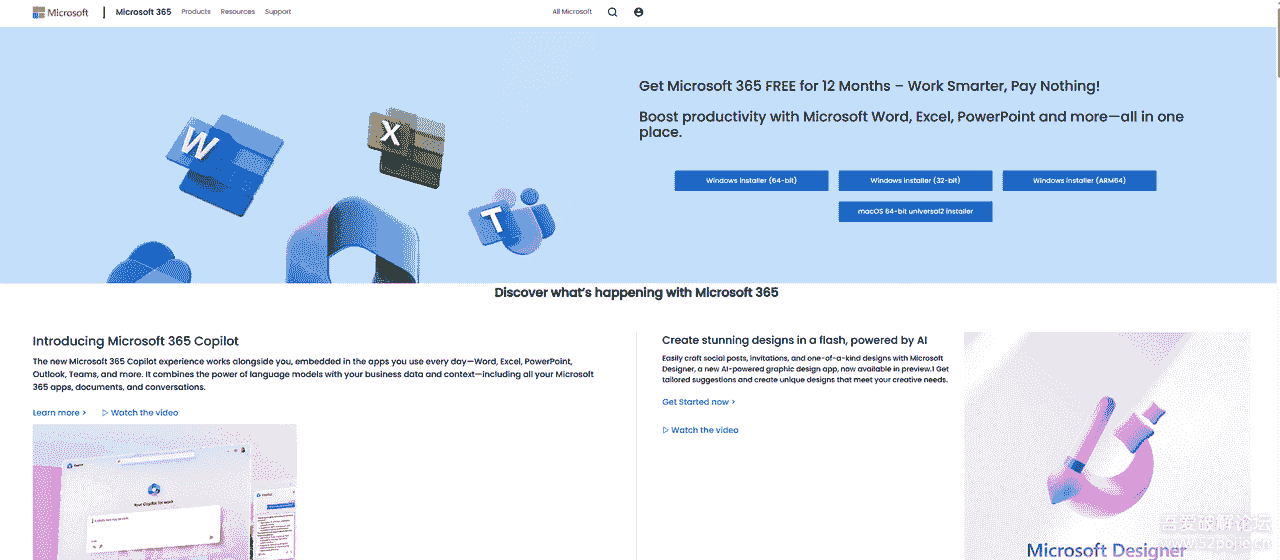 Microsoft
Microsoft 365
Products
Resources
Support
All Microsoft
Get Microsoft 365 FREE for 12 Months – Work Smarter, Pay Nothing!
Boost productivity with Microsoft Word, Excel, PowerPoint and more—all in one
place.
Windows installer (64-bit)
Windows installer (32-bit)
Windows installer (ARM64)
macOS 64-bit universal2 installer
W
X
T
Discover what's happening with Microsoft 365
Introducing Microsoft 365 Copilot
The new Microsoft 365 Copilot experience works alongside you, embedded in the apps you use every day—Word, Excel, PowerPoint,
Outlook, Teams, and more. It combines the power of language models with your business data and context—including all your Microsoft
365 apps, documents, and conversations.
Learn more >
Watch the video
Your Copilot for work
Create stunning designs in a flash, powered by AI
Easily craft social posts, invitations, and one-of-a-kind designs with Microsoft
Designer, a new AI-powered graphic design app, now available in preview.1 Get
tailored suggestions and create unique designs that meet your creative needs.
Get Started now >
Watch the video
Microsoft Designer
吾爱破解论坛
www.52pojie.cn